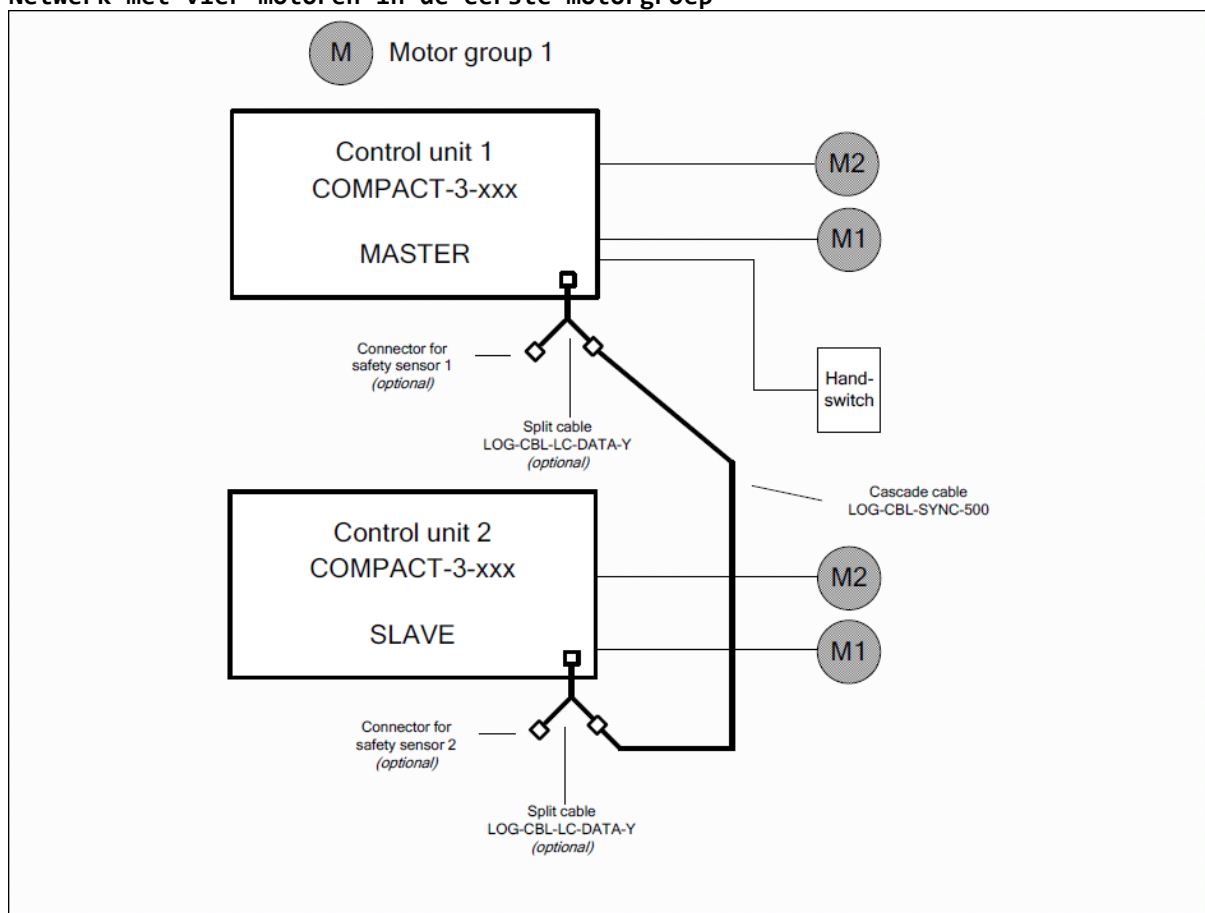 Netwerk met vier motoren in de eerste motorgroep
M Motor group 1
Control unit 1
COMPACT-3-xxx
MASTER
M2
M1
Connector for
safety sensor 1
(optional)
Hand-
switch
Split cable
LOG-CBL-LC-DATA-Y
(optional)
Cascade cable
LOG-CBL-SYNC-500
Control unit 2
COMPACT-3-xxx
SLAVE
M2
M1
Connector for
safety sensor 2
(optional)
Split cable
LOG-CBL-LC-DATA-Y
(optional)